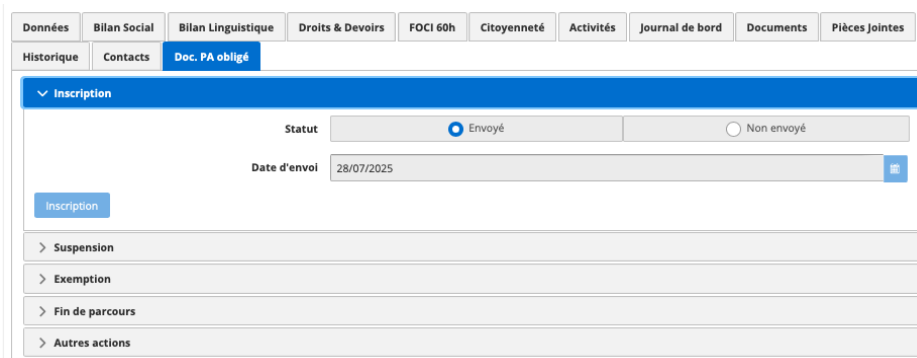 Données Bilan Social Bilan Linguistique Droits & Devoirs FOCI 60h Citoyenneté Activités Journal de bord Documents Pièces Jointes
Historique Contacts Doc. PA obligé
Inscription
Statut Envoyé Non envoyé
Date d'envoi 28/07/2025
Inscription
Suspension
Exemption
Fin de parcours
Autres actions